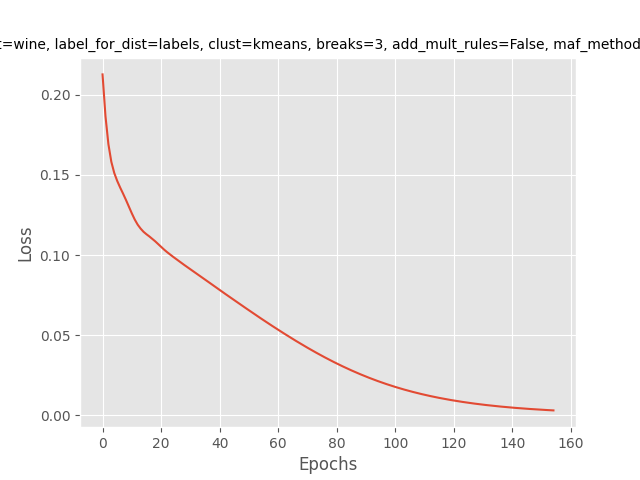 t=wine, label_for_dist=labels, clust=kmeans, breaks=3, add_mult_rules=False, maf_method
0.20
0.15
0.10
0.05
0.00
Loss
0 20 40 60 80 100 120 140 160
Epochs